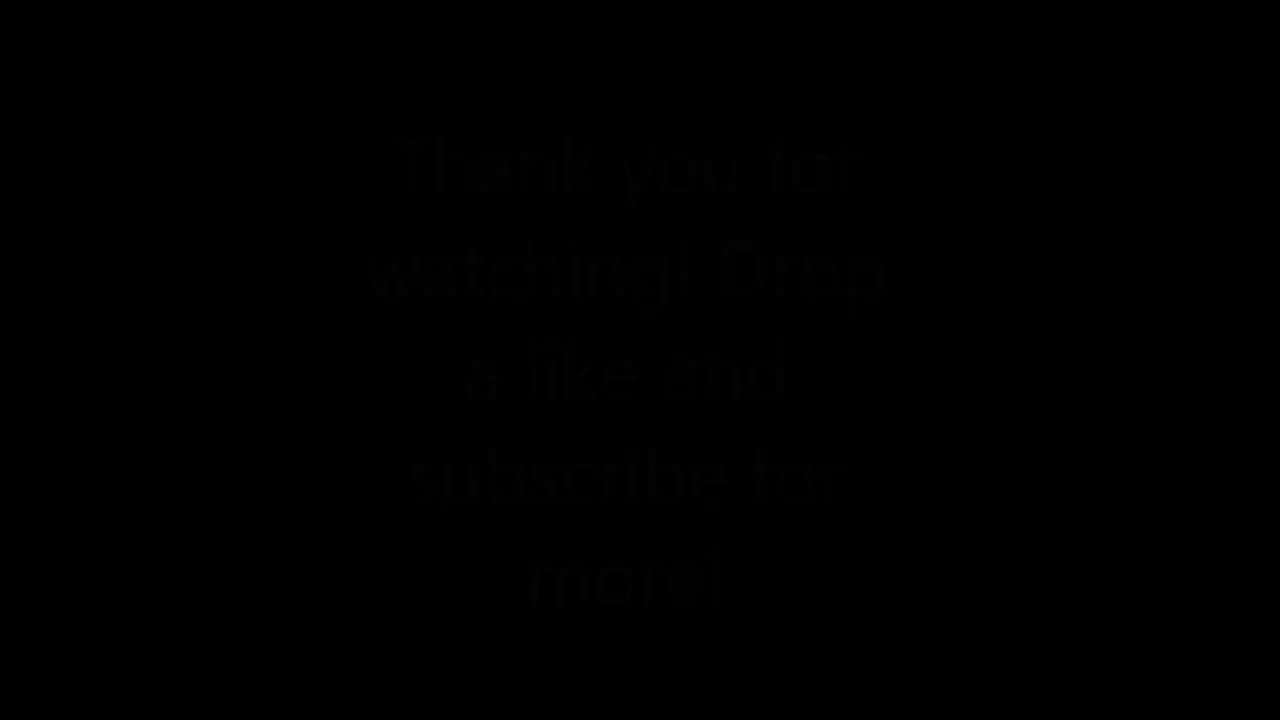 Thank you for
watching! Drop
a like and
subscribe for
more!